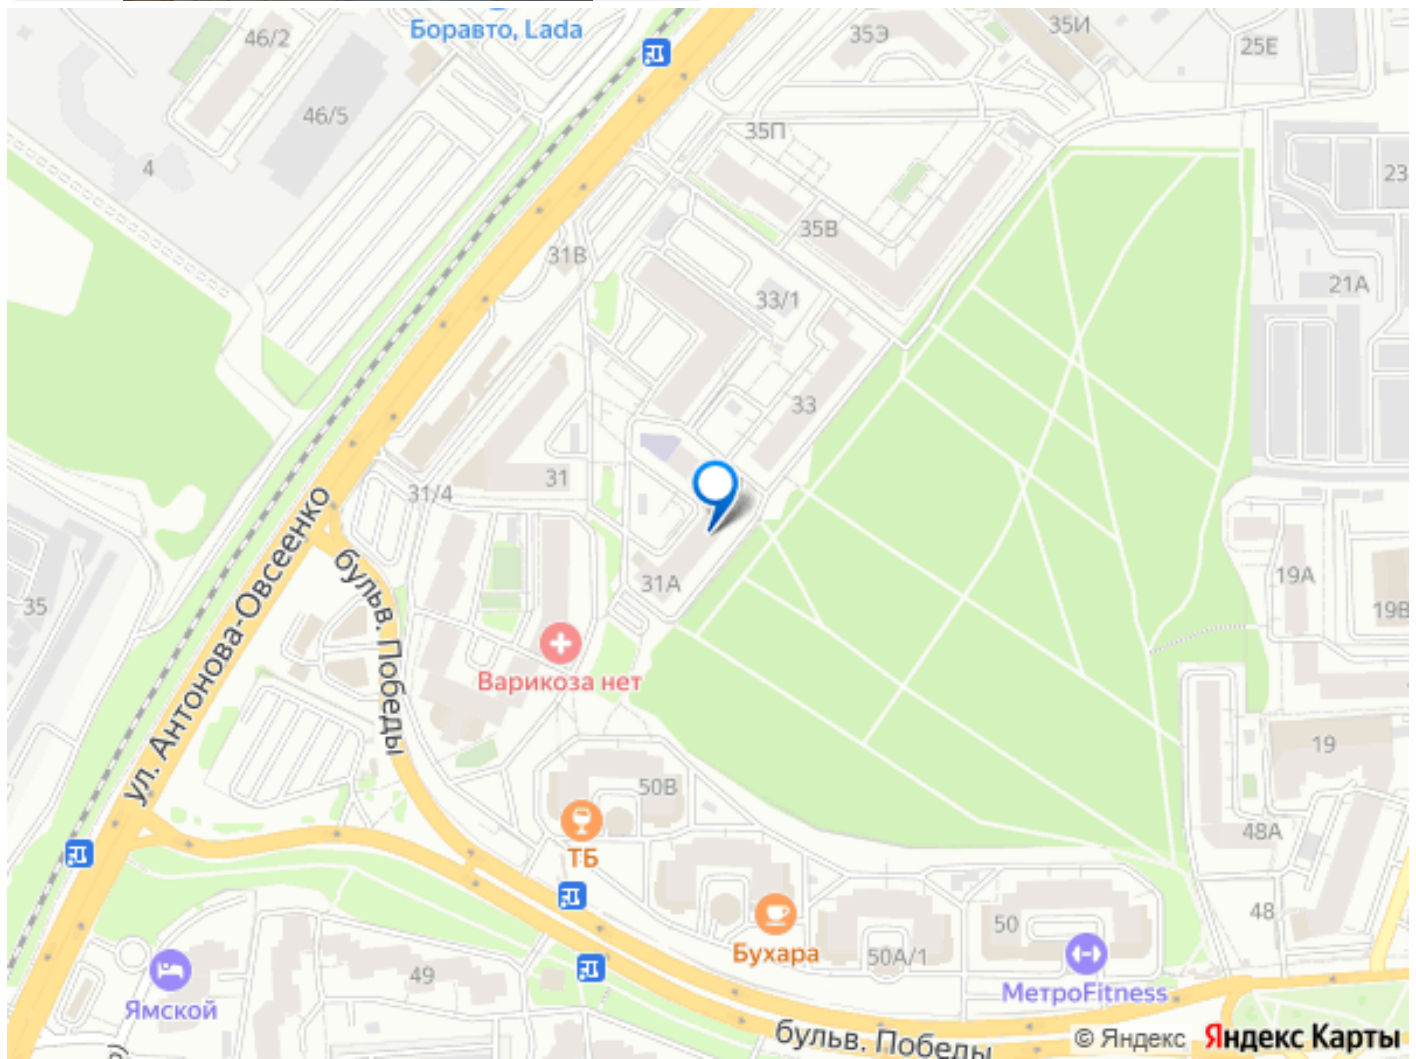 Боравто, Lada
46/2
35Э
35И
25Е
46/5
4
35П
23
35В
31В
21А
33/1
33
31
31/4
ул. Антонова-Овсеенко
бульв. Победы
31А
19А
35
19В
Варикоза нет
19
50В
48А
ТБ
48
50
Бухара
50А/1
49
МетроFitness
Ямской
бульв. Победы
© Яндекс Яндекс Карты